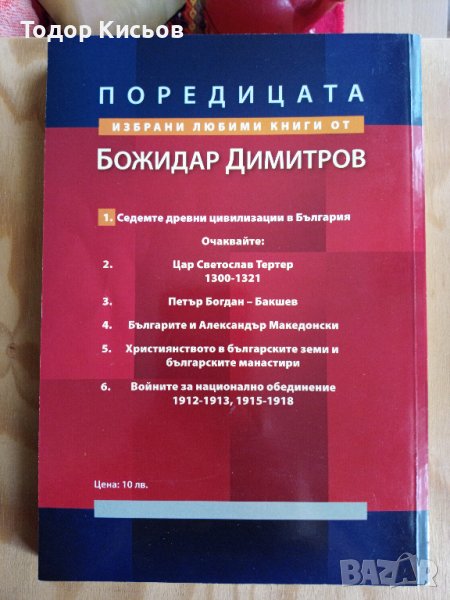 Тодор Кисьов
ПОРЕДИЦАТА
ИЗБРАНИ ЛЮБИМИ КНИГИ ОТ
БОЖИДАР ДИМИТРОВ
1. Седемте древни цивилизации в България
Очаквайте:
2. Цар Светослав Тертер
1300-1321
3. Петър Богдан – Бакшев
4. Българите и Александър Македонски
5. Християнството в българските земи и
българските манастири
6. Войните за национално обединение
1912-1913, 1915-1918
Цена: 10 лв.
BAZAR